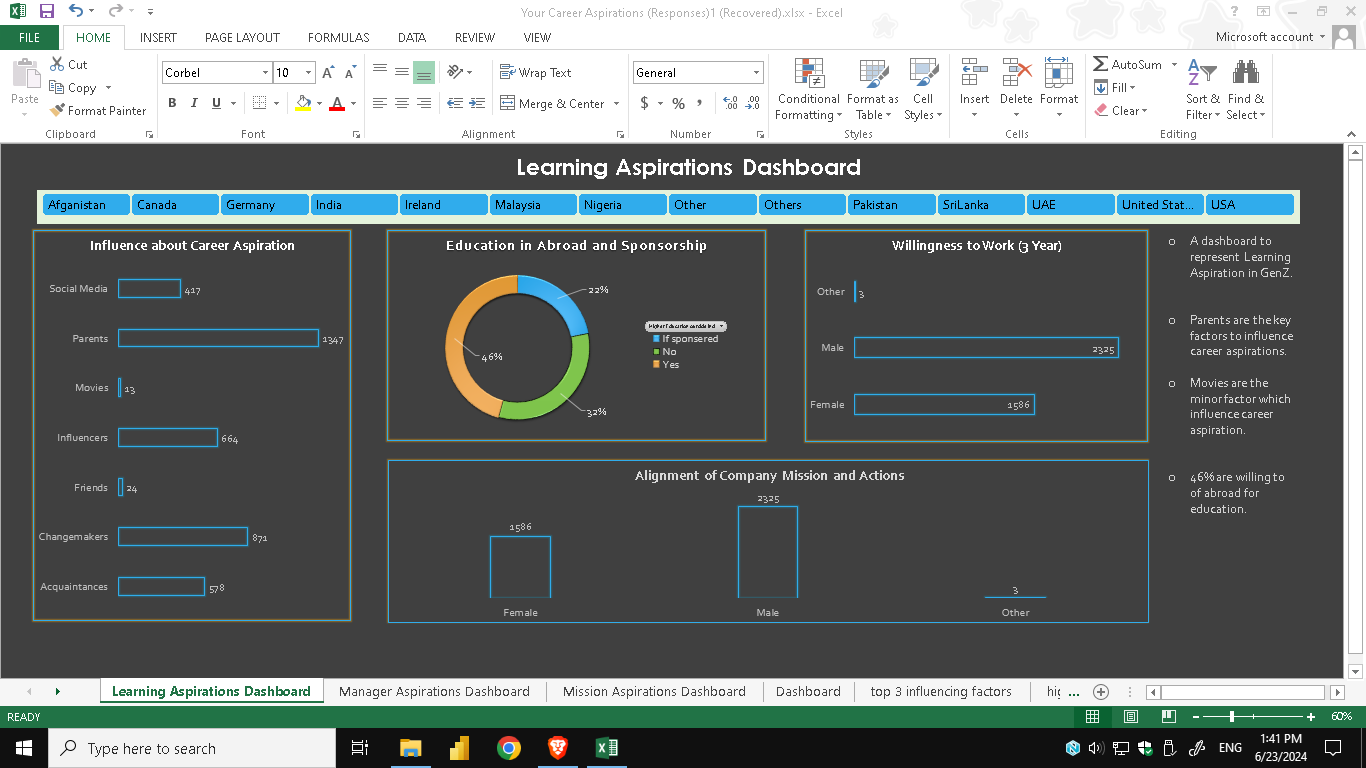 Your Career Aspirations (Responses)1 (Recovered).xlsx - Excel
FILE HOME INSERT PAGE LAYOUT FORMULAS DATA REVIEW VIEW Microsoft account
Paste
Cut
Copy
Format Painter
Clipboard
Corbel 10
B I U A
Font
Wrap Text
Merge & Center
Alignment
General
$ % ,
Number
Conditional Formatting
Format as Table
Cell Styles
Styles
Insert Delete Format
Cells
AutoSum
Fill
Clear
Sort & Filter
Find & Select
Editing
Learning Aspirations Dashboard
Afganistan Canada Germany India Ireland Malaysia Nigeria Other Others Pakistan SriLanka UAE United Stat... USA
Influence about Career Aspiration
Social Media 417
Parents 1347
Movies 13
Influencers 664
Friends 24
Changemakers 871
Acquaintances 578
Education in Abroad and Sponsorship
22%
46%
32%
If sponsered
No
Yes
Willingness to Work (3 Year)
Other 3
Male 2325
Female 1586
Alignment of Company Mission and Actions
1586
2325
3
Female Male Other
o A dashboard to
represent Learning
Aspiration in GenZ.
o Parents are the key
factors to influence
career aspirations.
o Movies are the
minor factor which
influence career
aspiration.
o 46% are willing to
of abroad for
education.
Learning Aspirations Dashboard Manager Aspirations Dashboard Mission Aspirations Dashboard Dashboard top 3 influencing factors hig ...
READY 60%
Type here to search
ENG
1:41 PM
6/23/2024